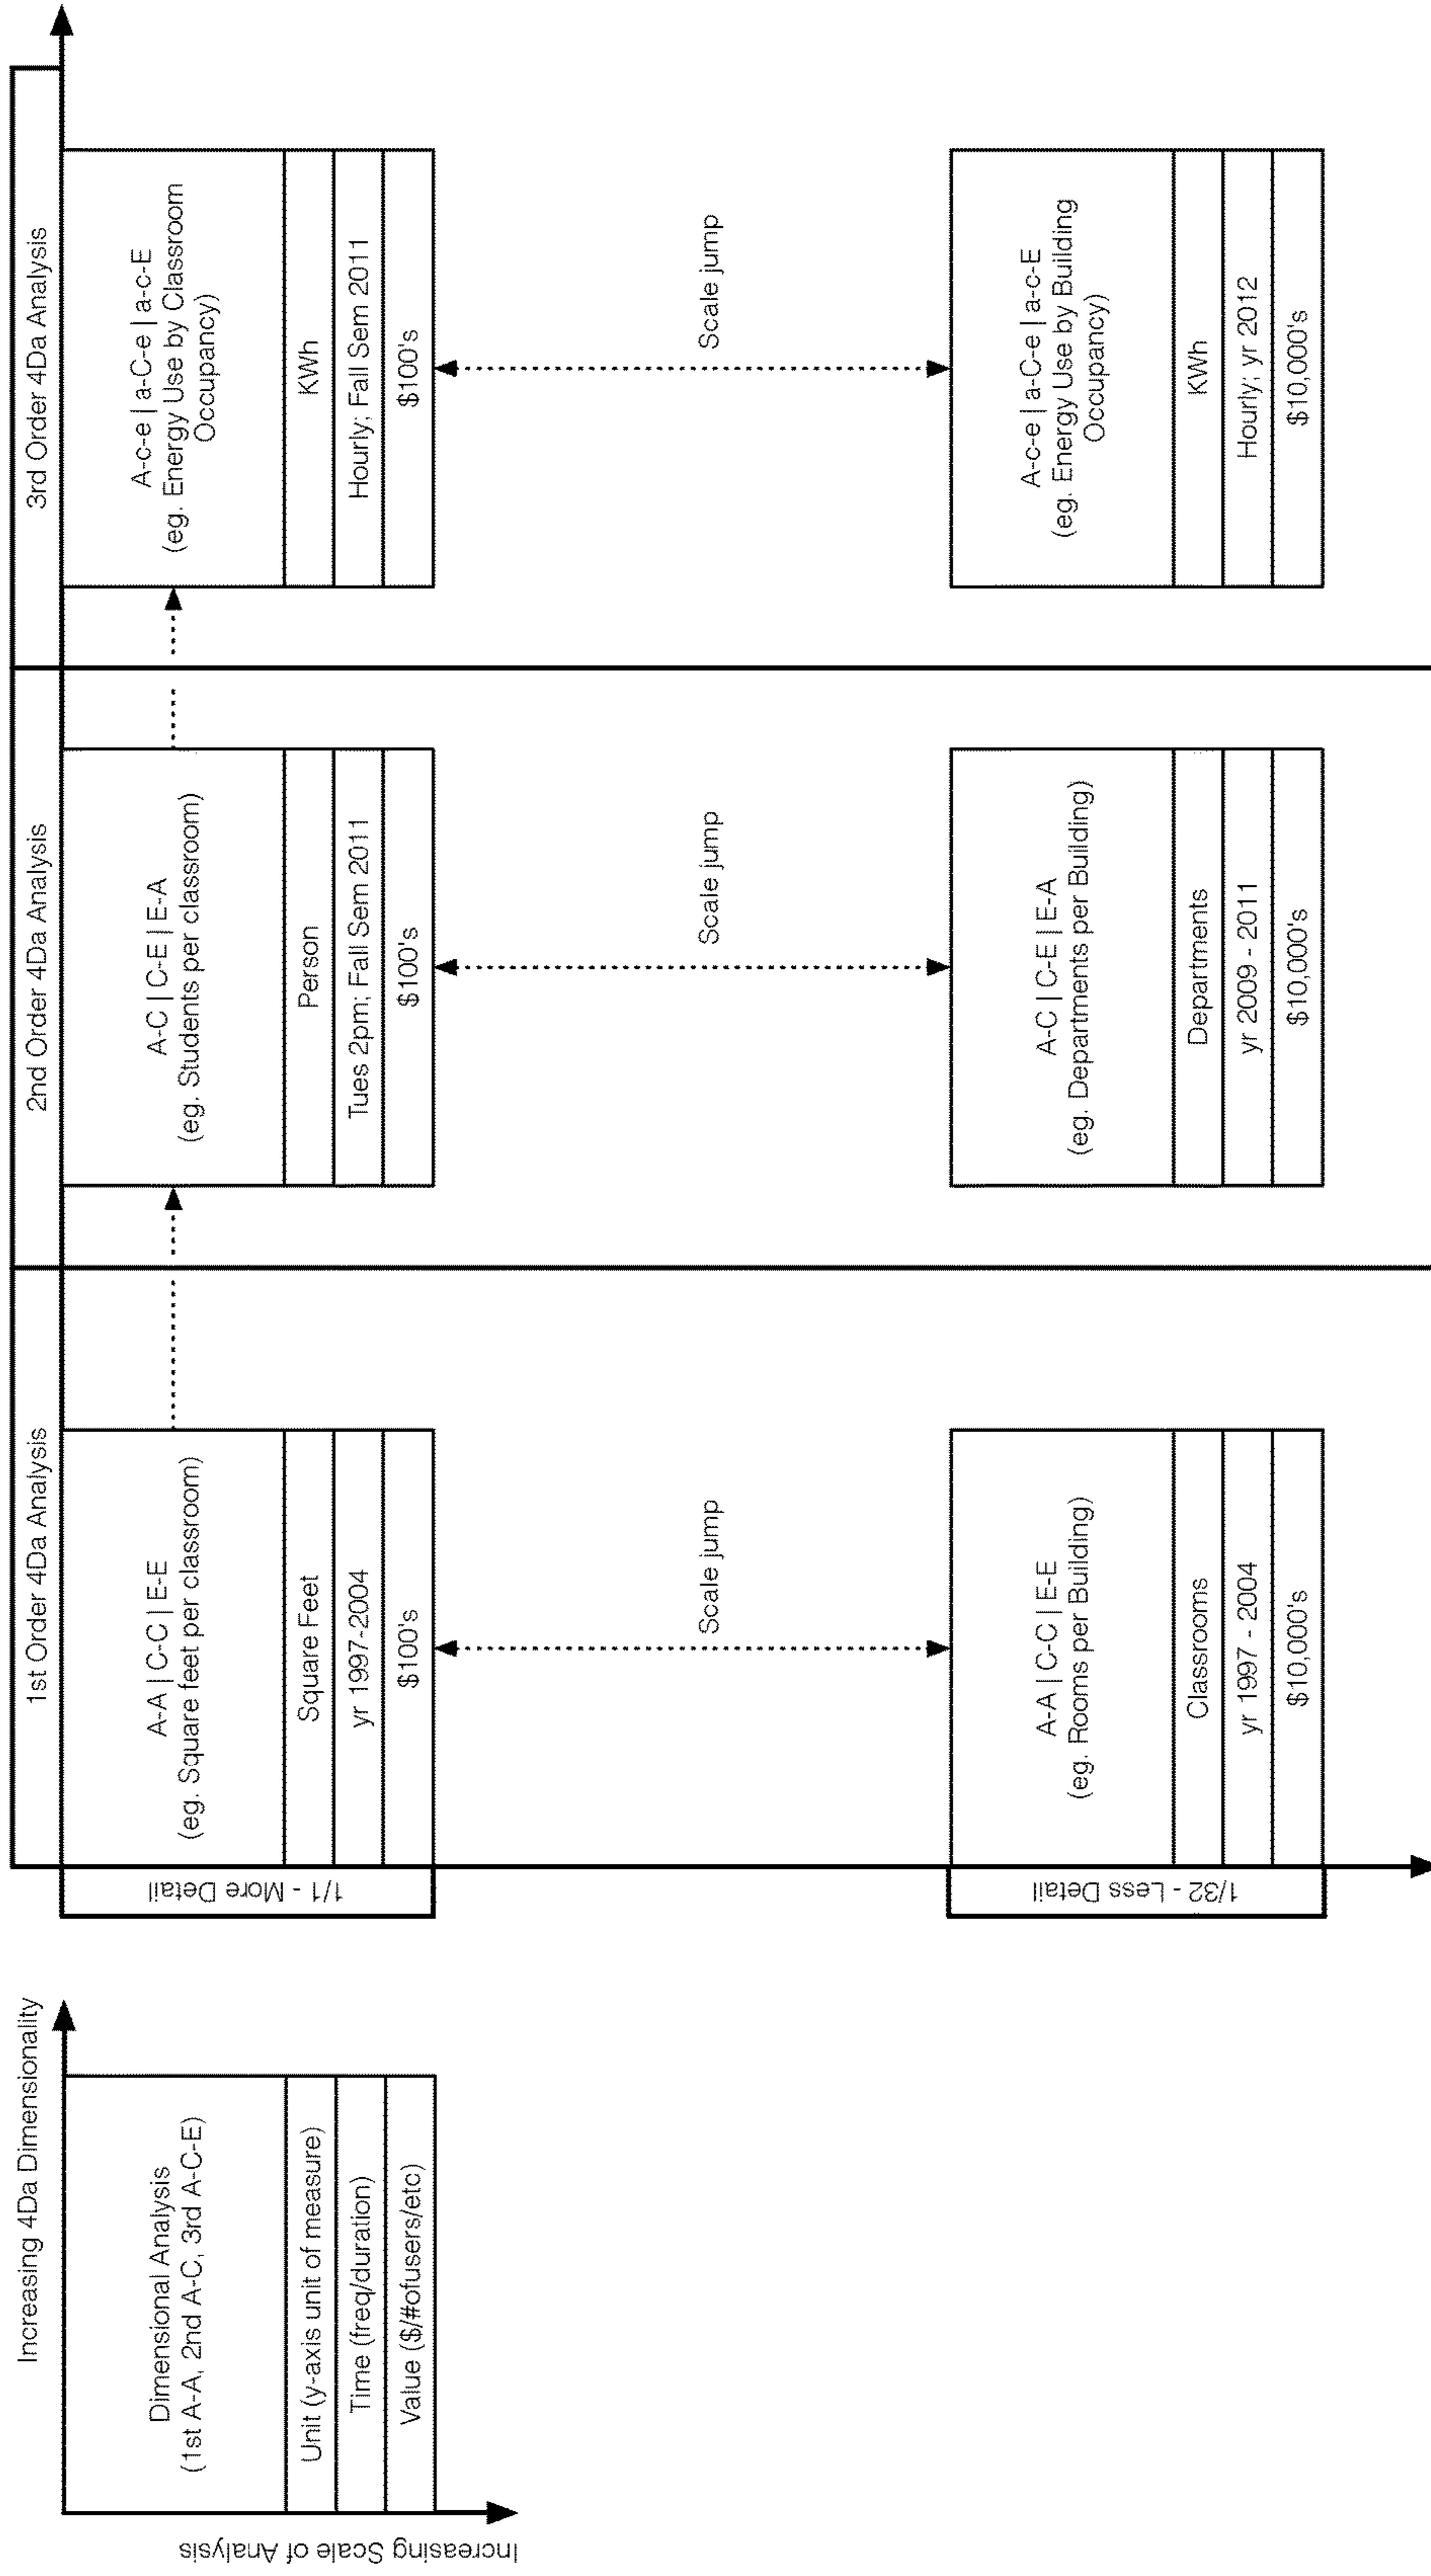 Increasing 4Da Dimensionality
Increasing Scale of Analysis
Dimensional Analysis
(1st A-A, 2nd A-C, 3rd A-C-E)
Unit (y-axis unit of measure)
Time (freq/duration)
Value ($/#ofusers/etc)
1st Order 4Da Analysis
2nd Order 4Da Analysis
3rd Order 4Da Analysis
1/1 - More Detail
A-A | C-C | E-E
(eg. Square feet per classroom)
Square Feet
yr 1997-2004
$100's
A-C | C-E | E-A
(eg. Students per classroom)
Person
Tues 2pm; Fall Sem 2011
$100's
A-c-e | a-C-e | a-c-E
(eg. Energy Use by Classroom
Occupancy)
KWh
Hourly; Fall Sem 2011
$100's
Scale jump
Scale jump
Scale jump
1/32 - Less Detail
A-A | C-C | E-E
(eg. Rooms per Building)
Classrooms
yr 1997 - 2004
$10,000's
A-C | C-E | E-A
(eg. Departments per Building)
Departments
yr 2009 - 2011
$10,000's
A-c-e | a-C-e | a-c-E
(eg. Energy Use by Building
Occupancy)
KWh
Hourly; yr 2012
$10,000's